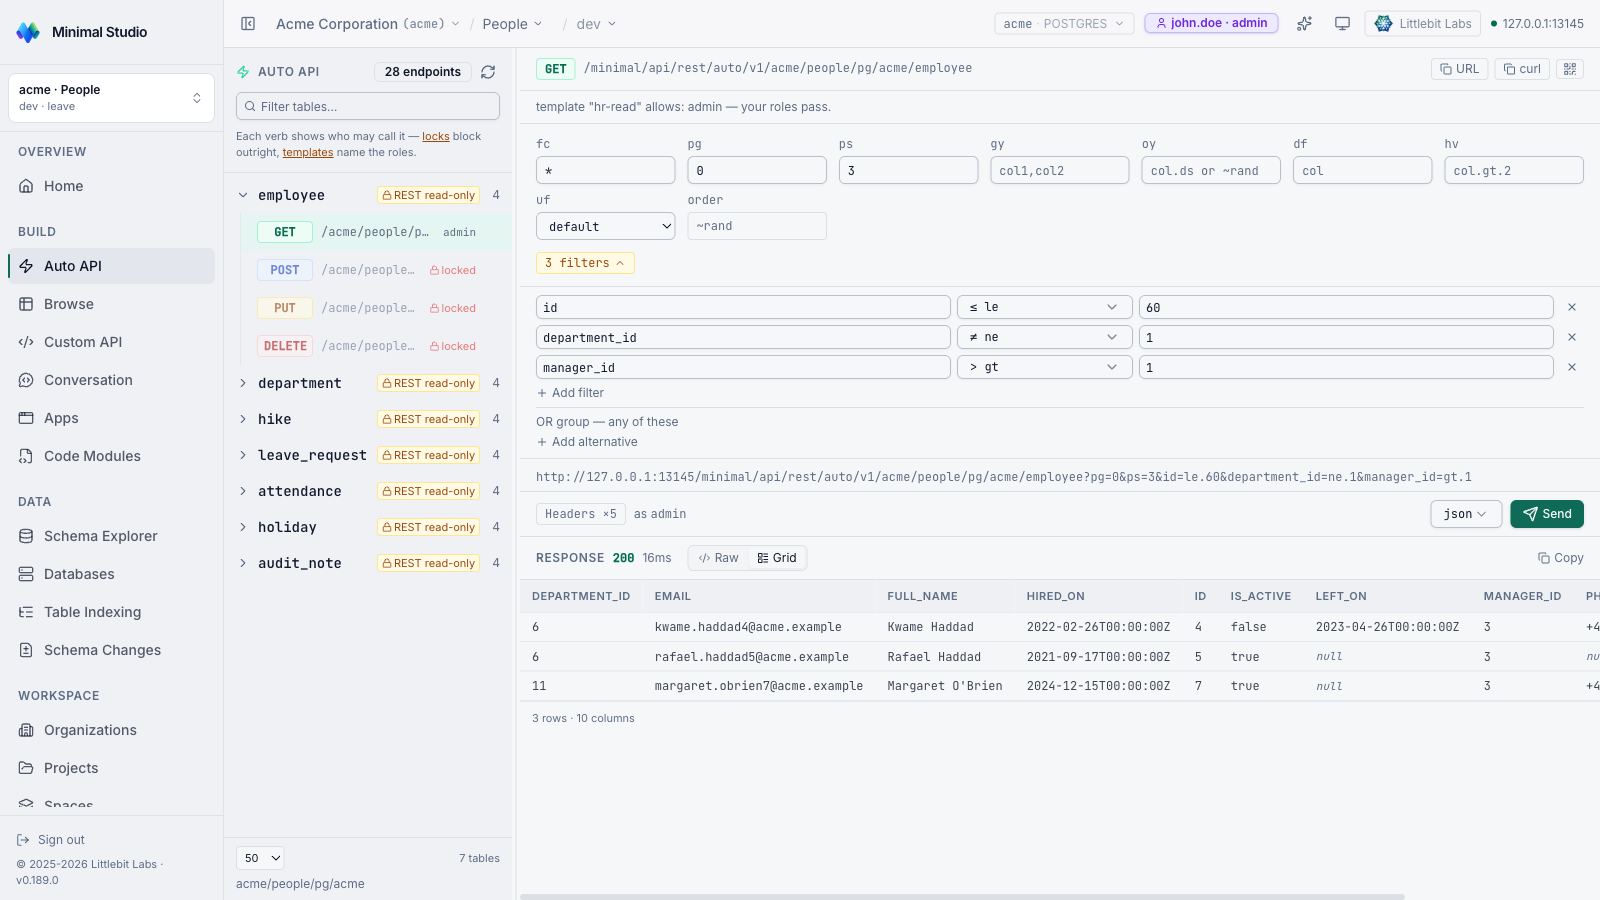 Minimal Studio
acme · People
dev · leave
OVERVIEW
Home
BUILD
Auto API
Browse
Custom API
Conversation
Apps
Code Modules
DATA
Schema Explorer
Databases
Table Indexing
Schema Changes
WORKSPACE
Organizations
Projects
Spaces
Sign out
© 2025-2026 Littlebit Labs ·
v0.189.0
Acme Corporation (acme) / People / dev
acme · POSTGRES
john.doe · admin
Littlebit Labs
127.0.0.1:13145
AUTO API
28 endpoints
Filter tables...
Each verb shows who may call it — locks block
outright, templates name the roles.
employee REST read-only 4
GET /acme/people/p... admin
POST /acme/people... locked
PUT /acme/people... locked
DELETE /acme/people... locked
department REST read-only 4
hike REST read-only 4
leave_request REST read-only 4
attendance REST read-only 4
holiday REST read-only 4
audit_note REST read-only 4
50
7 tables
acme/people/pg/acme
GET /minimal/api/rest/auto/v1/acme/people/pg/acme/employee
URL
curl
template "hr-read" allows: admin — your roles pass.
fc pg ps gy oy df hv
* 0 3 col1,col2 col.ds or ~rand col col.gt.2
uf order
default ~rand
3 filters
id ≤ le 60 ×
department_id ≠ ne 1 ×
manager_id > gt 1 ×
+ Add filter
OR group — any of these
+ Add alternative
http://127.0.0.1:13145/minimal/api/rest/auto/v1/acme/people/pg/acme/employee?pg=0&ps=3&id=le.60&department_id=ne.1&manager_id=gt.1
Headers ×5 as admin
json
Send
RESPONSE 200 16ms Raw Grid
Copy
DEPARTMENT_ID EMAIL FULL_NAME HIRED_ON ID IS_ACTIVE LEFT_ON MANAGER_ID PH
6 kwame.haddad4@acme.example Kwame Haddad 2022-02-26T00:00:00Z 4 false 2023-04-26T00:00:00Z 3 +4
6 rafael.haddad5@acme.example Rafael Haddad 2021-09-17T00:00:00Z 5 true null 3 nu
11 margaret.obrien7@acme.example Margaret O'Brien 2024-12-15T00:00:00Z 7 true null 3 +4
3 rows · 10 columns